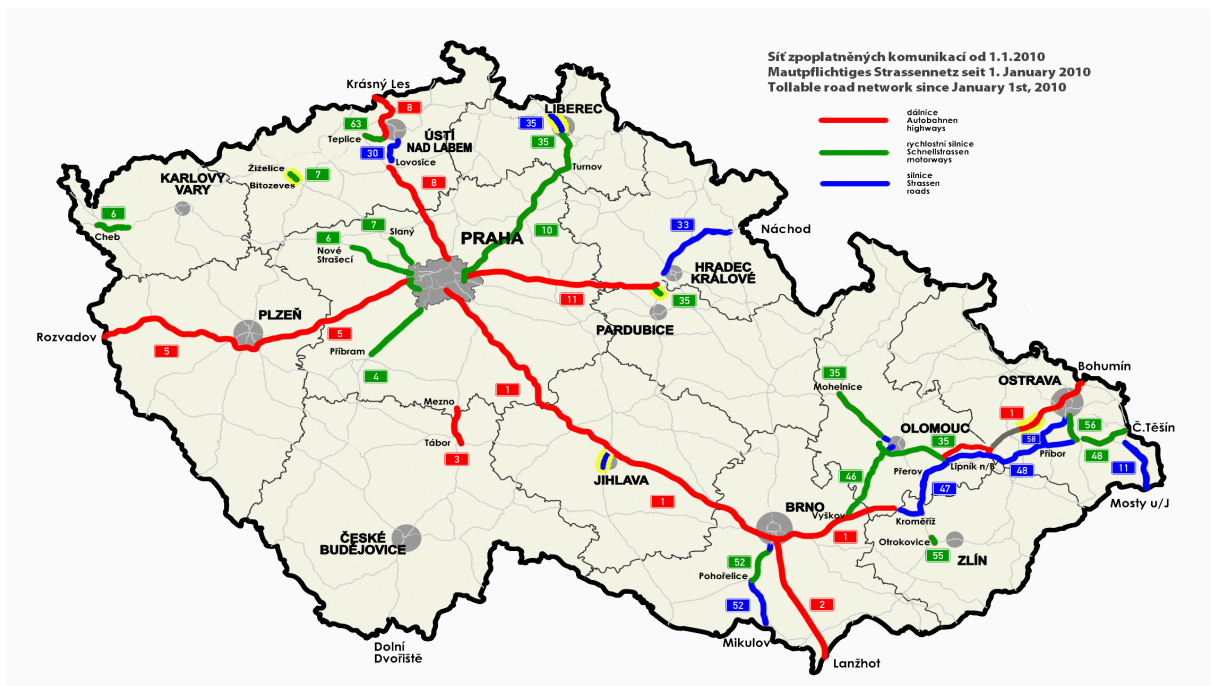 Síť zpoplatněných komunikací od 1.1.2010
Mautpflichtiges Strassennetz seit 1. January 2010
Tollable road network since January 1st, 2010
dálnice
Autobahnen
highways
rychlostní silnice
Schnellstrassen
motorways
silnice
Strassen
roads
Krásný Les
8
63
Teplice
ÚSTÍ
NAD LABEM
30
Lovosice
8
LIBEREC
35
35
Turnov
10
Žiželice
7
Bitozeves
KARLOVY
VARY
6
Cheb
7
Slaný
6
Nové
Strašecí
PRAHA
33
Náchod
HRADEC
KRÁLOVÉ
11
35
PARDUBICE
Rozvadov
5
PLZEŇ
5
Příbram
4
1
Mezno
Tábor
3
JIHLAVA
1
ČESKÉ
BUDĚJOVICE
Dolní
Dvořiště
35
Mohelnice
OLOMOUC
35
Přerov
Lipník n/B
46
47
48
1
OSTRAVA
Bohumín
58
Příbor
56
48
Č.Těšín
11
Mosty u/J
BRNO
Vyškov
1
Kroměříž
Otrokovice
55
ZLÍN
52
Pohořelice
52
Mikulov
2
Lanžhot